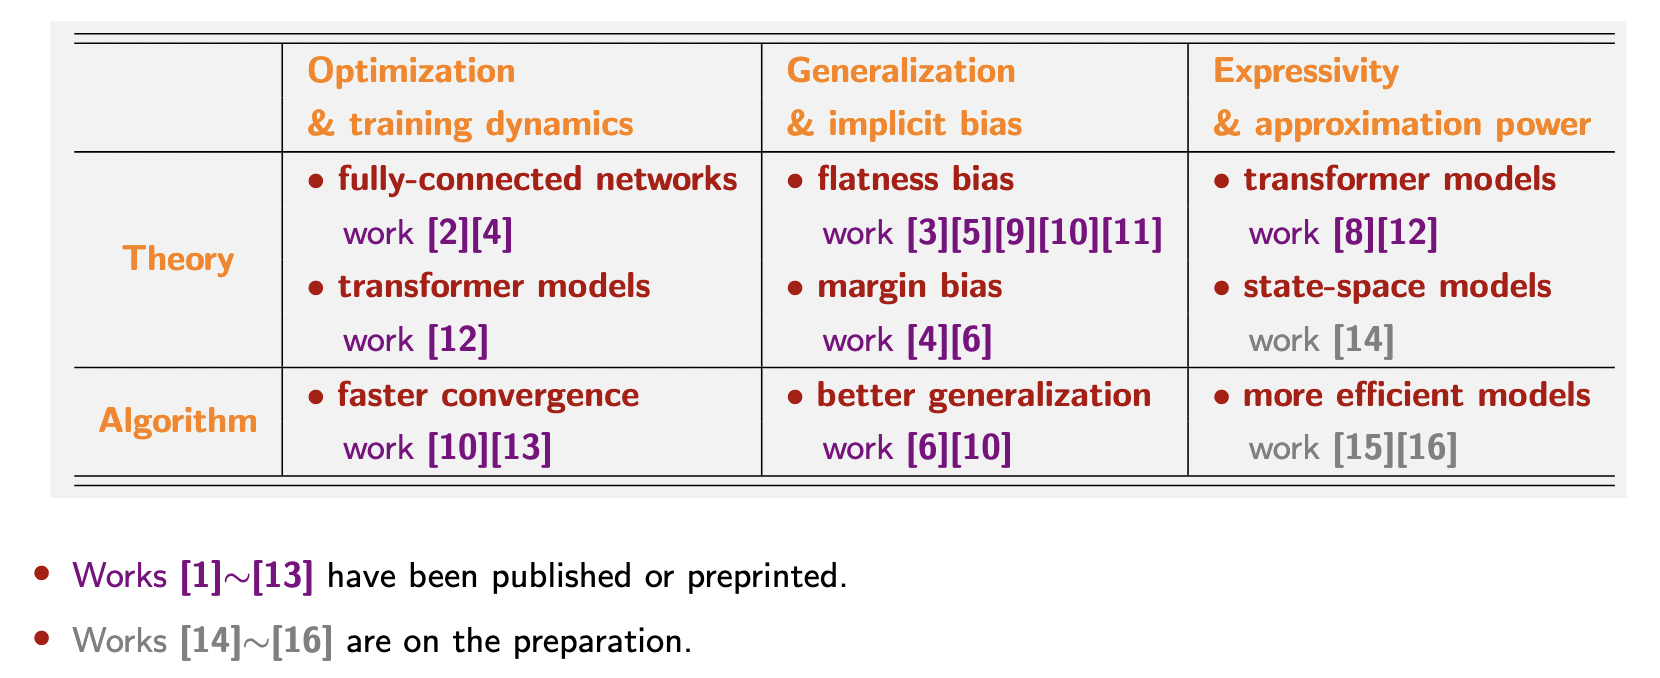 Optimization Generalization Expressivity
& training dynamics & implicit bias & approximation power
• fully-connected networks • flatness bias • transformer models
work [2][4] work [3][5][9][10][11] work [8][12]
Theory
• transformer models • margin bias • state-space models
work [12] work [4][6] work [14]
• faster convergence • better generalization • more efficient models
Algorithm
work [10][13] work [6][10] work [15][16]
• Works [1]~[13] have been published or preprinted.
• Works [14]~[16] are on the preparation.